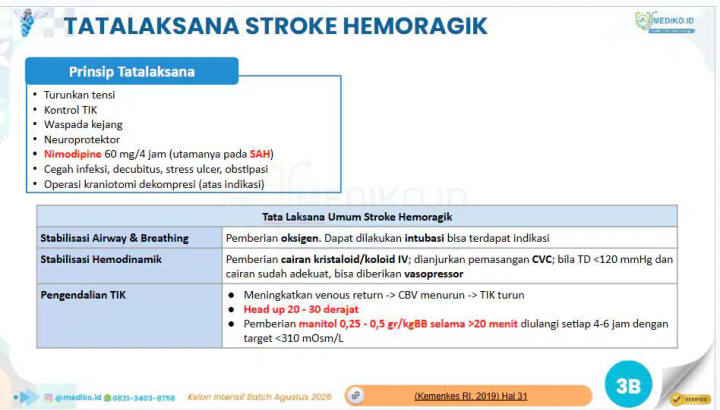 TATALAKSANA STROKE HEMORAGIK
MEDIKO.ID
Prinsip Tatalaksana
• Turunkan tensi
• Kontrol TIK
• Waspada kejang
• Neuroprotektor
• Nimodipine 60 mg/4 jam (utamanya pada SAH)
• Cegah infeksi, decubitus, stress ulcer, obstipasi
• Operasi kraniotomi dekompresi (atas indikasi)
MEDIKO.ID
Tata Laksana Umum Stroke Hemoragik
Stabilisasi Airway & Breathing
Pemberian oksigen. Dapat dilakukan intubasi bisa terdapat indikasi
Stabilisasi Hemodinamik
Pemberian cairan kristaloid/koloid IV; dianjurkan pemasangan CVC; bila TD <120 mmHg dan
cairan sudah adekuat, bisa diberikan vasopressor
Pengendalian TIK
● Meningkatkan venous return -> CBV menurun -> TIK turun
● Head up 20 - 30 derajat
● Pemberian manitol 0,25 - 0,5 gr/kgBB selama >20 menit diulangi setiap 4-6 jam dengan
target <310 mOsm/L
@mediko.id 0821-3403-8758 Kelon Intensif Batch Agustus 2026
(Kemenkes RI, 2019) Hal 31
3B
VERIFIED